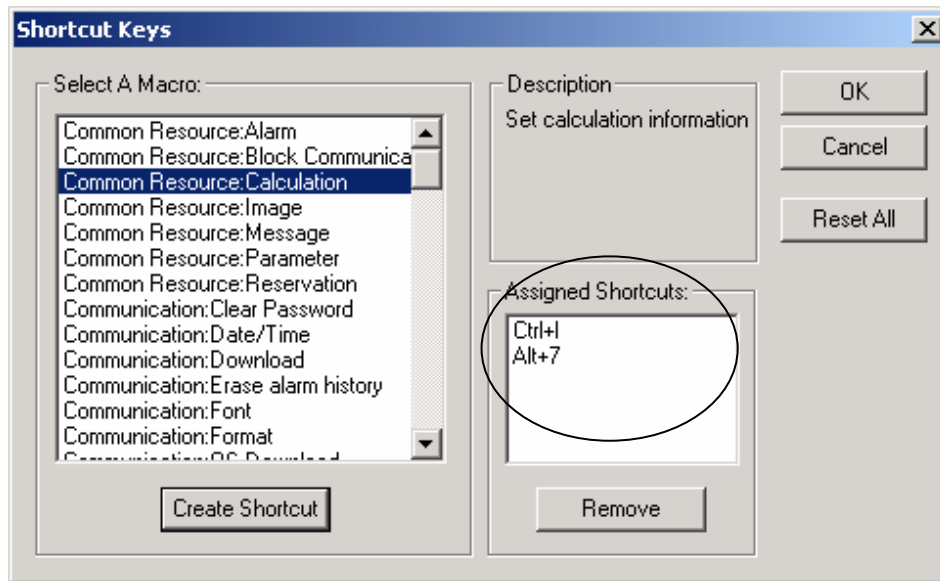 Shortcut Keys
Select A Macro:
Common Resource:Alarm
Common Resource:Block Communica
Common Resource:Calculation
Common Resource:Image
Common Resource:Message
Common Resource:Parameter
Common Resource:Reservation
Communication:Clear Password
Communication:Date/Time
Communication:Download
Communication:Erase alarm history
Communication:Font
Communication:Format
Communication:OS Download
Create Shortcut
Description
Set calculation information
Assigned Shortcuts:
Ctrl+I
Alt+7
Remove
OK
Cancel
Reset All